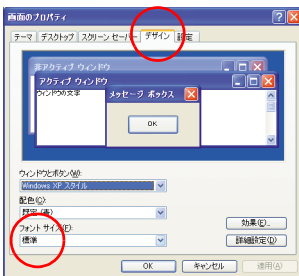 画面のプロパティ
テーマ デスクトップ スクリーン セーバー デザイン 設定
非アクティブ ウィンドウ
アクティブ ウィンドウ
ウィンドウの文字
メッセージ ボックス
OK
ウィンドウとボタン(W):
Windows XP スタイル
配色(C):
既定 (青)
フォント サイズ(F):
標準
効果(E)...
詳細設定(D)
OK キャンセル 適用(A)